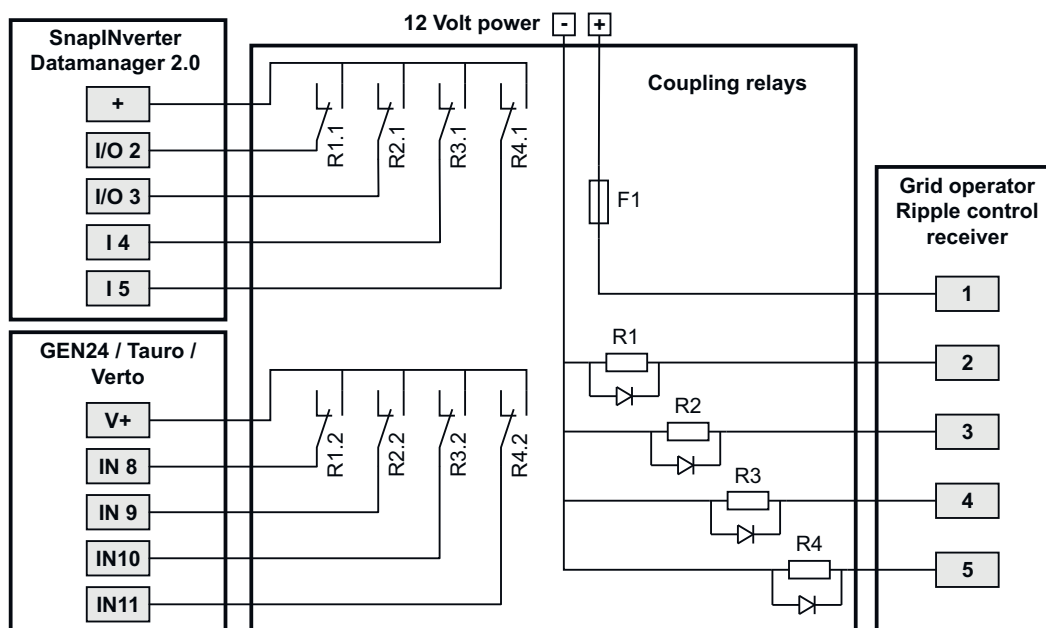 12 Volt power - +
SnapINverter
Datamanager 2.0
+
I/O 2
I/O 3
I 4
I 5
R1.1
R2.1
R3.1
R4.1
Coupling relays
F1
Grid operator
Ripple control
receiver
1
2
3
4
5
R1
R2
R3
R4
GEN24 / Tauro /
Verto
V+
IN 8
IN 9
IN10
IN11
R1.2
R2.2
R3.2
R4.2